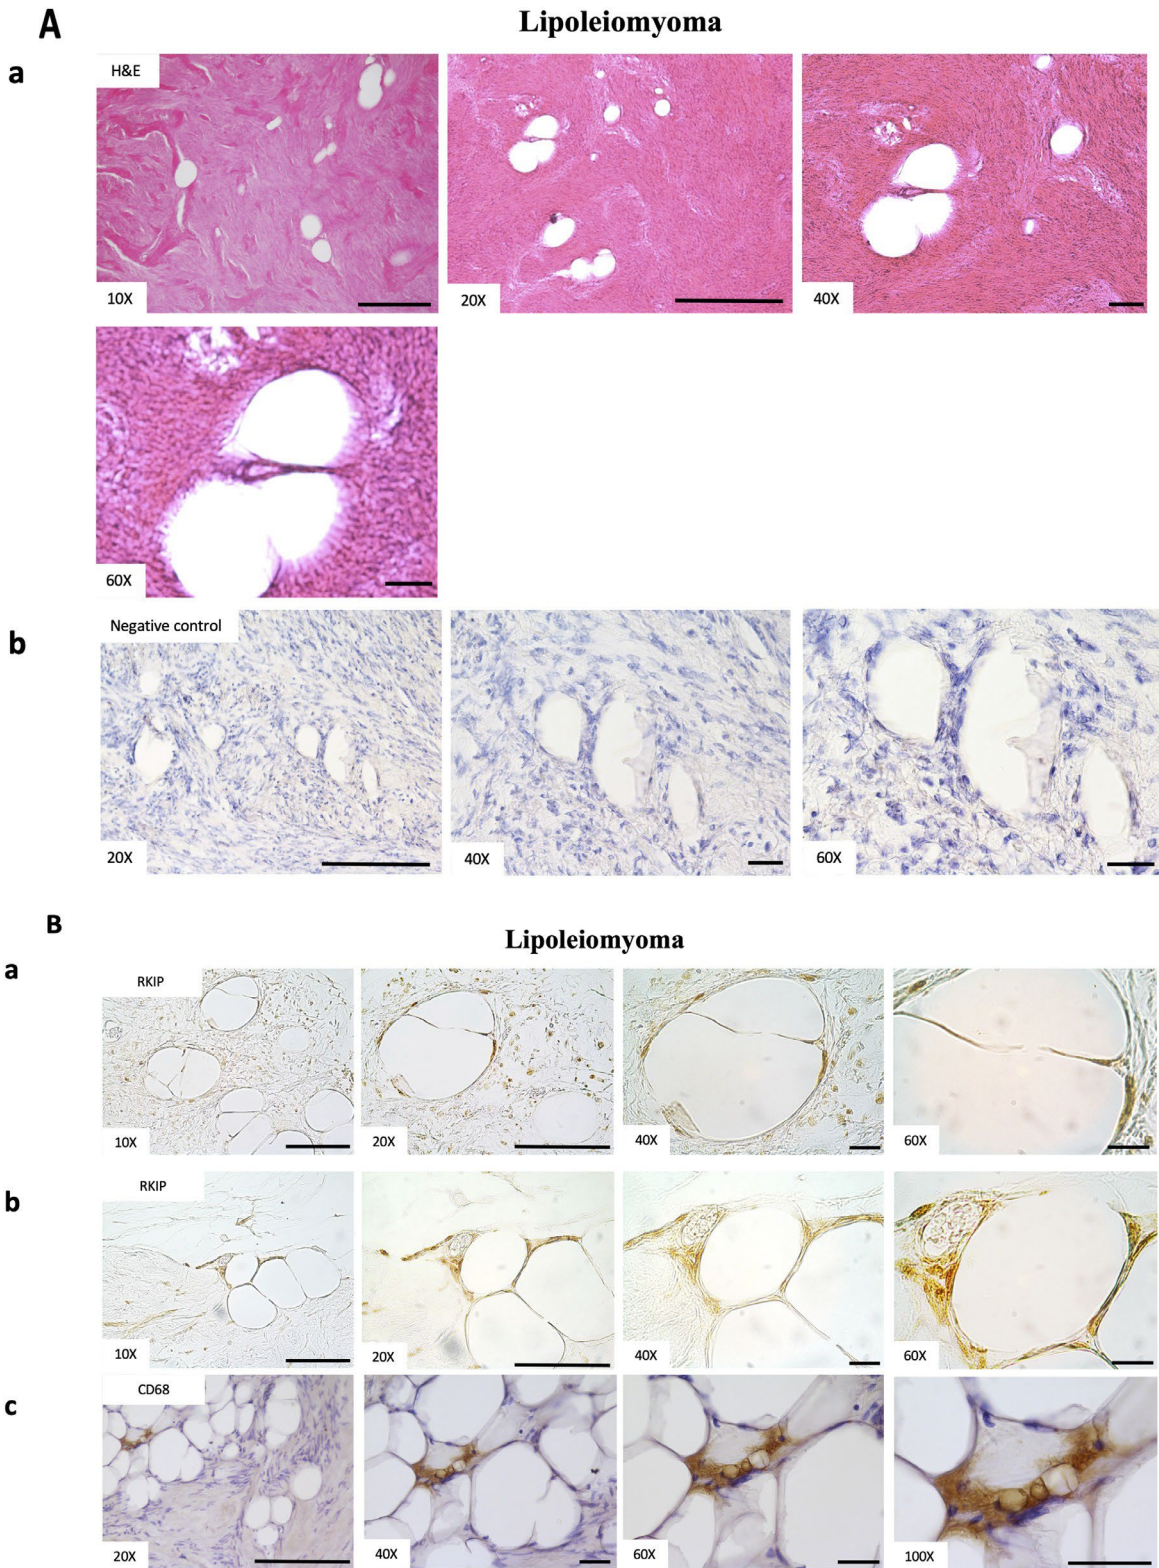 A
Lipoleiomyoma
a
H&E
10X
20X
40X
60X
b
Negative control
20X
40X
60X
B
Lipoleiomyoma
a
RKIP
10X
20X
40X
60X
b
RKIP
10X
20X
40X
60X
c
CD68
20X
40X
60X
100X